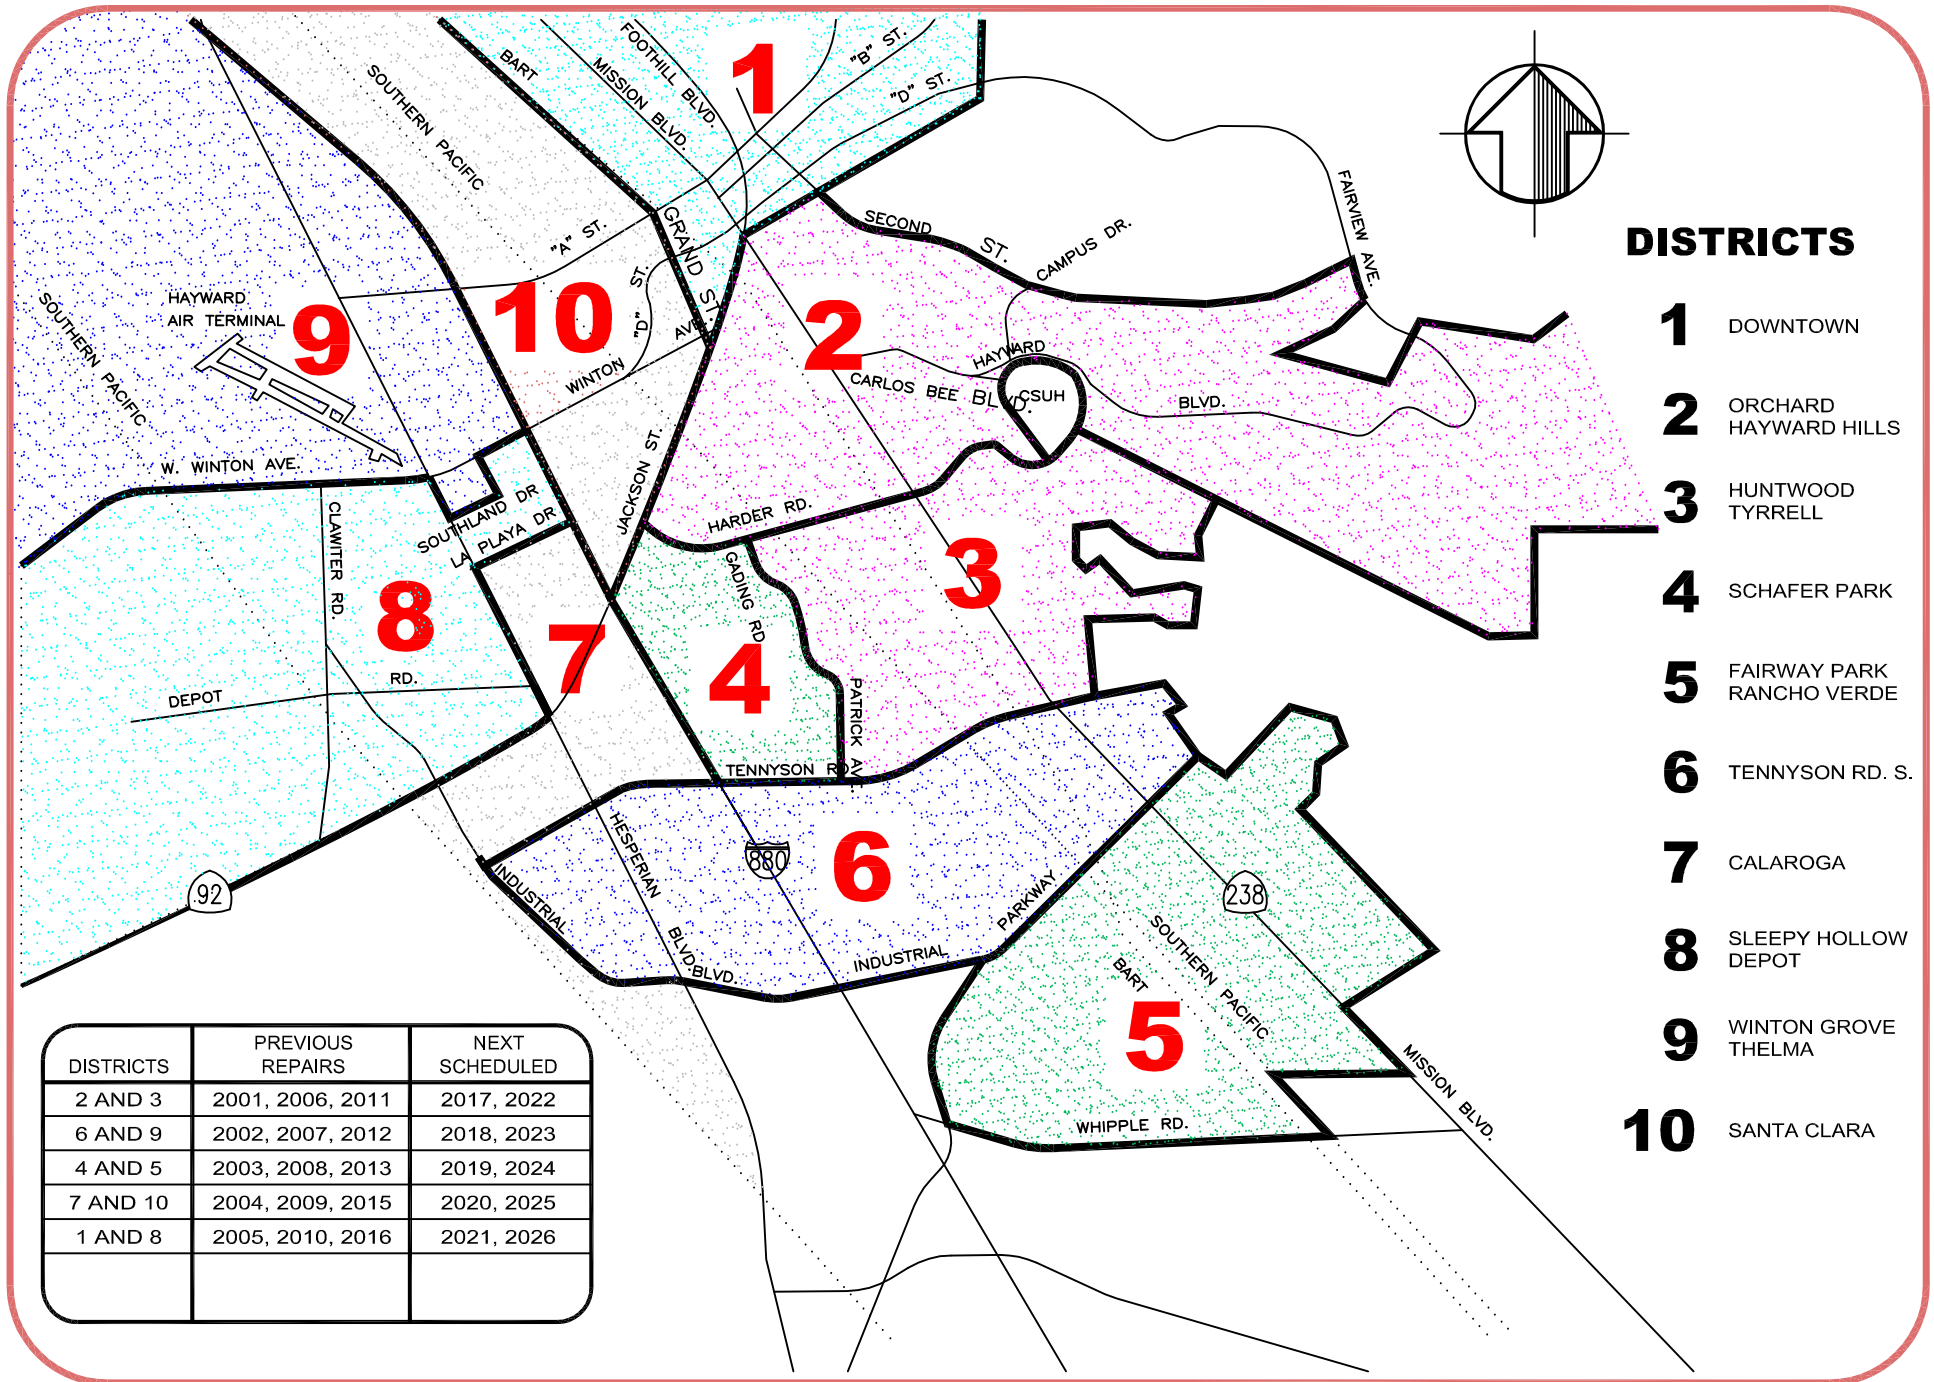 BART
FOOTHILL BLVD.
MISSION BLVD.
"B" ST.
"D" ST.
1
SOUTHERN PACIFIC
SECOND ST.
CAMPUS DR.
FAIRVIEW AVE.
GRAND ST.
"A" ST.
"D" ST.
HAYWARD
AIR TERMINAL
9
10
2
SOUTHERN PACIFIC
WINTON AVE
HAYWARD BLVD.
CARLOS BEE BLVD.
CSUH
W. WINTON AVE.
JACKSON ST.
SOUTHLAND DR
LA PLAYA DR
HARDER RD.
CLAWITER RD.
GADING RD
3
8
7
4
DEPOT RD.
PATRICK AV
TENNYSON RD
HESPERIAN BLVD.
880
6
92
INDUSTRIAL BLVD.
INDUSTRIAL PARKWAY
238
SOUTHERN PACIFIC
BART
5
MISSION BLVD.
WHIPPLE RD.
DISTRICTS
1 DOWNTOWN
2 ORCHARD
HAYWARD HILLS
3 HUNTWOOD
TYRRELL
4 SCHAFER PARK
5 FAIRWAY PARK
RANCHO VERDE
6 TENNYSON RD. S.
7 CALAROGA
8 SLEEPY HOLLOW
DEPOT
9 WINTON GROVE
THELMA
10 SANTA CLARA
DISTRICTS PREVIOUS REPAIRS NEXT SCHEDULED
2 AND 3 2001, 2006, 2011 2017, 2022
6 AND 9 2002, 2007, 2012 2018, 2023
4 AND 5 2003, 2008, 2013 2019, 2024
7 AND 10 2004, 2009, 2015 2020, 2025
1 AND 8 2005, 2010, 2016 2021, 2026